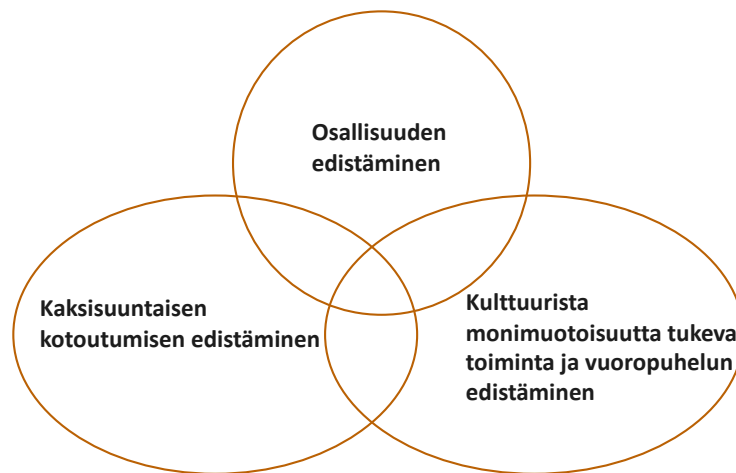 Osallisuuden
edistäminen
Kaksisuuntaisen
kotoutumisen edistäminen
Kulttuurista
monimuotoisuutta tukeva
toiminta ja vuoropuhelun
edistäminen